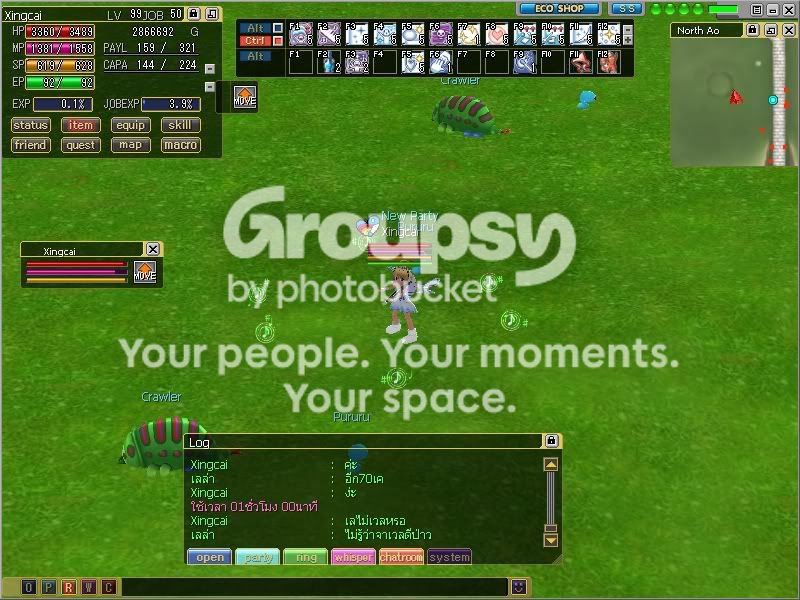 Xingcai LV 99 JOB 50
HP 3360/ 3499 2866692 G
MP 1381/ 1558 PAYL 159 / 321
SP 619/ 628 CAPA 144 / 224
EP 92/ 92
EXP 0.1% JOBEXP 3.9%
status item equip skill
friend quest map macro
MOVE
Alt
Ctrl
Alt
ECO SHOP S S
North Ao
Crawler
New Party
Pururu
Xingcai
Xingcai
MOVE
Groupsy
by photobucket
Your people. Your moments.
Your space.
Crawler
Pururu
Log
Xingcai : ค่ะ
เลล่า : อีก70เค
Xingcai : ง่ะ
ใช้เวลา 01ชั่วโมง 00นาที
Xingcai : เลไม่เวลหรอ
เลล่า : ไม่รู้ว่าจาเวลดีป่าว
open party ring whisper chatroom system
O P R W C